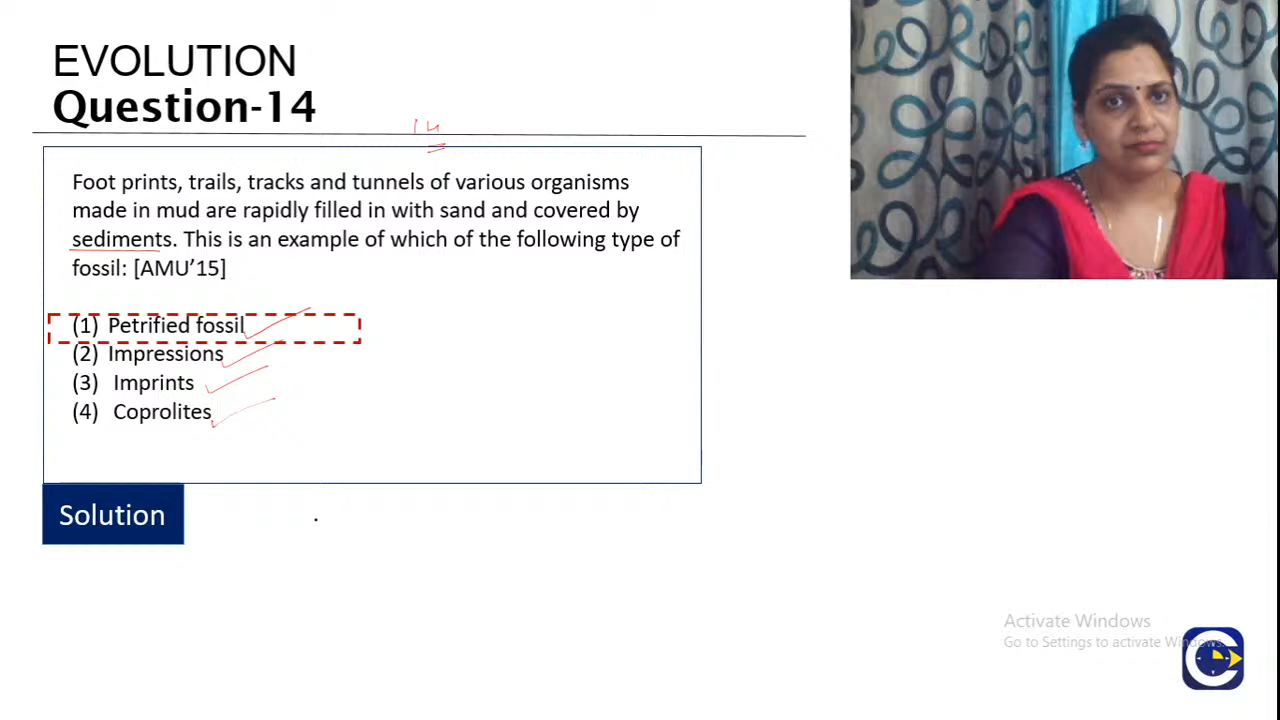 EVOLUTION
Question-14
14
Foot prints, trails, tracks and tunnels of various organisms
made in mud are rapidly filled in with sand and covered by
sediments. This is an example of which of the following type of
fossil: [AMU’15]
(1) Petrified fossil
(2) Impressions
(3) Imprints
(4) Coprolites
Solution
Activate Windows
Go to Settings to activate Windows.